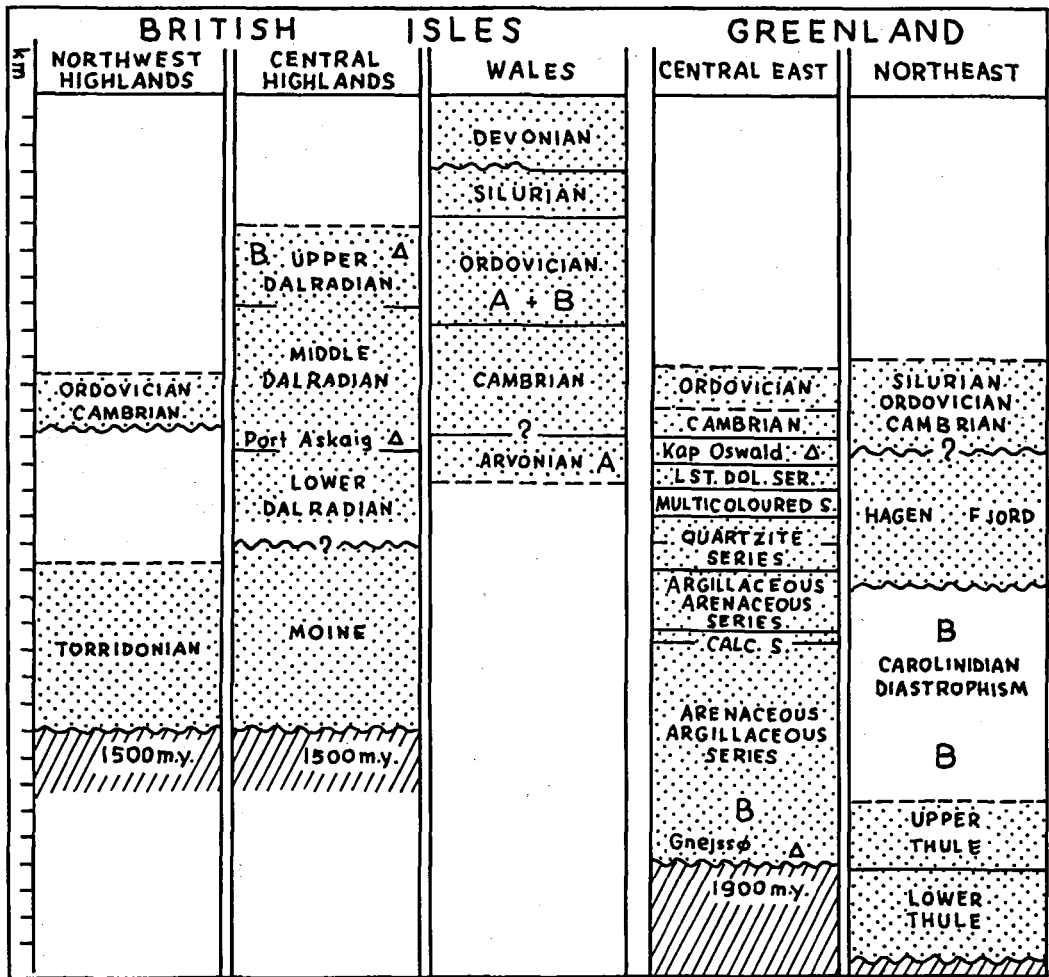 BRITISH ISLES
GREENLAND
km
NORTHWEST
HIGHLANDS
CENTRAL
HIGHLANDS
WALES
CENTRAL EAST
NORTHEAST
ORDOVICIAN
CAMBRIAN
TORRIDONIAN
1500 m.y.
B UPPER Δ
DALRADIAN
MIDDLE
DALRADIAN
Port Askaig Δ
LOWER
DALRADIAN
?
MOINE
1500 m.y.
DEVONIAN
SILURIAN
ORDOVICIAN
A + B
CAMBRIAN
?
ARVONIAN A
ORDOVICIAN
CAMBRIAN
Kap Oswald Δ
LST. DOL. SER.
MULTICOLOURED S.
QUARTZITE
SERIES
ARGILLACEOUS
ARENACEOUS
SERIES
CALC. S.
ARENACEOUS
ARGILLACEOUS
SERIES
B
Gnejssø Δ
1900 m.y.
SILURIAN
ORDOVICIAN
CAMBRIAN
?
HAGEN FJORD
B
CAROLINIDIAN
DIASTROPHISM
B
UPPER
THULE
LOWER
THULE